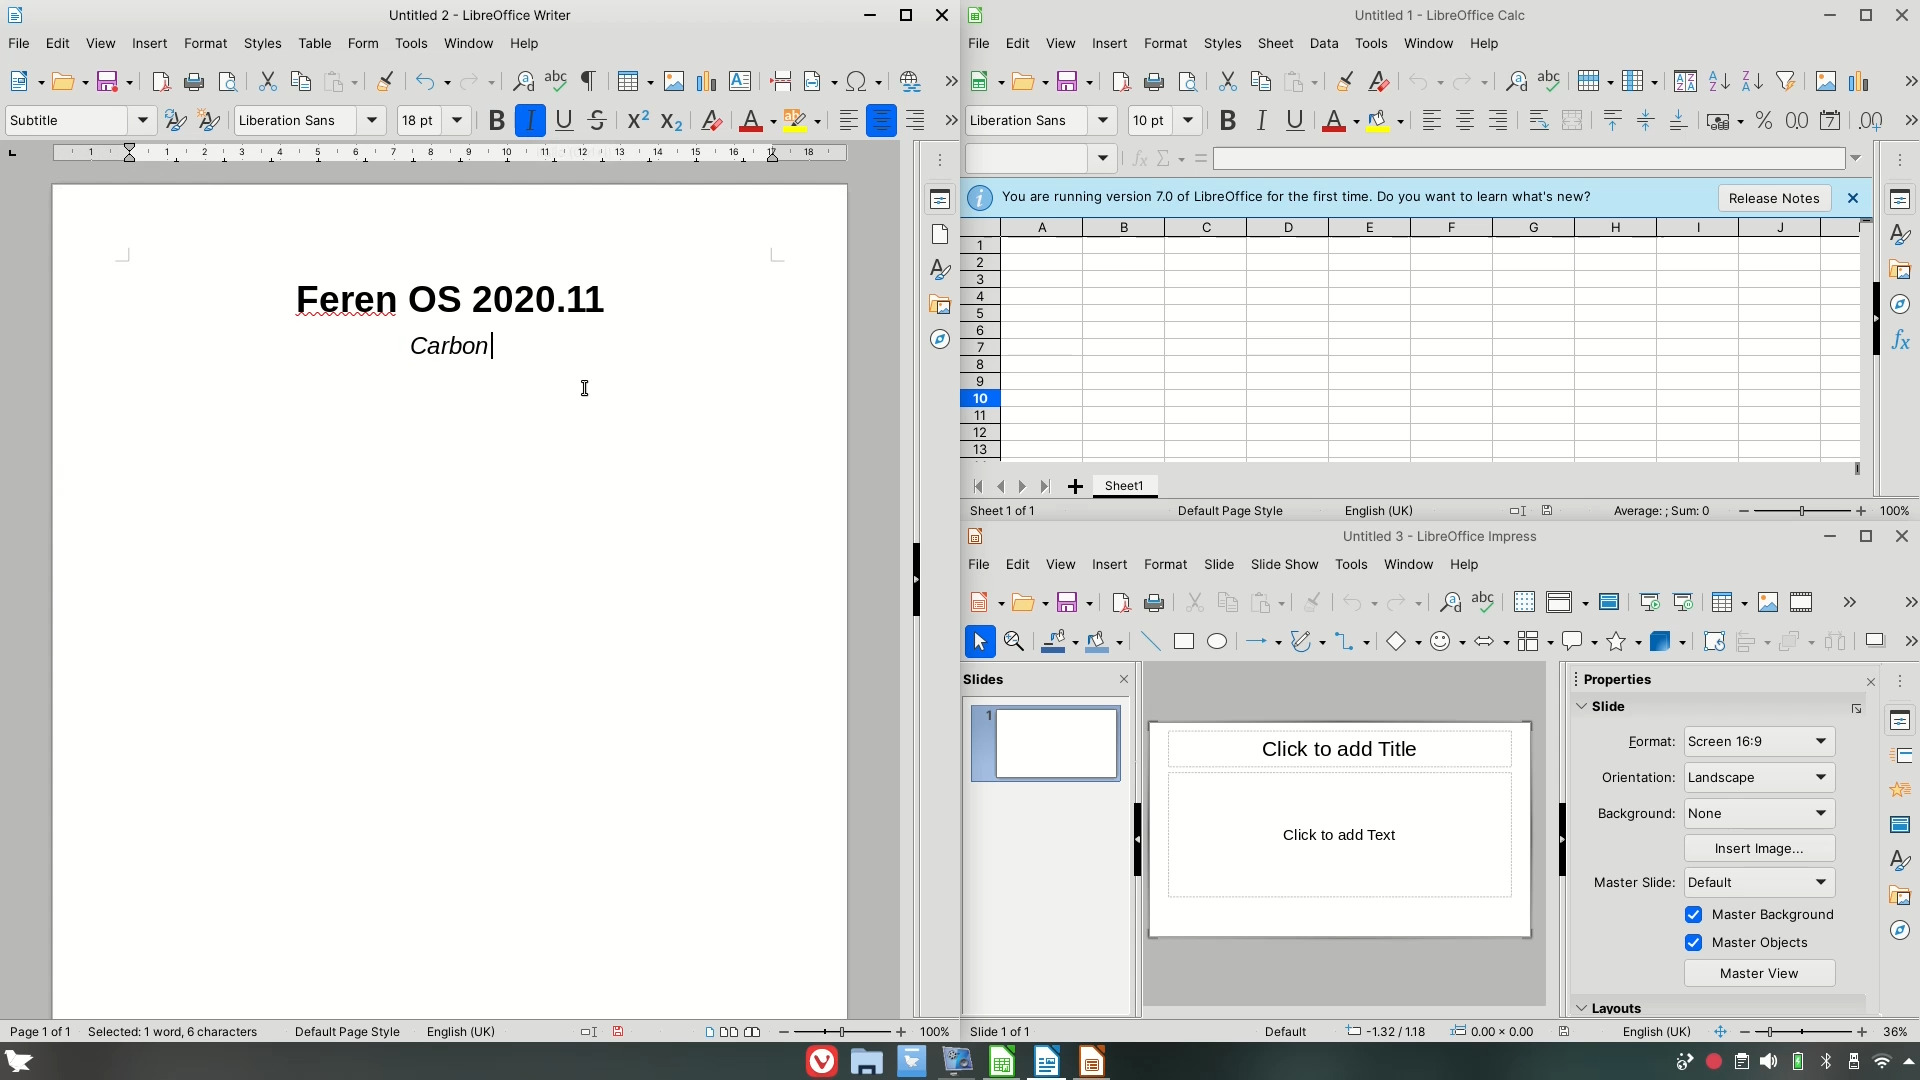 Untitled 2 - LibreOffice Writer
File Edit View Insert Format Styles Table Form Tools Window Help
Subtitle Liberation Sans 18 pt
1 1 2 3 4 5 6 7 8 9 10 11 12 13 14 15 16 17 18
Feren OS 2020.11
Carbon
Page 1 of 1 Selected: 1 word, 6 characters Default Page Style English (UK) 100%
Untitled 1 - LibreOffice Calc
File Edit View Insert Format Styles Sheet Data Tools Window Help
Liberation Sans 10 pt
You are running version 7.0 of LibreOffice for the first time. Do you want to learn what's new? Release Notes
A B C D E F G H I J
1
2
3
4
5
6
7
8
9
10
11
12
13
Sheet1
Sheet 1 of 1 Default Page Style English (UK) Average: ; Sum: 0 100%
Untitled 3 - LibreOffice Impress
File Edit View Insert Format Slide Slide Show Tools Window Help
Slides
1
Click to add Title
Click to add Text
Properties
Slide
Format: Screen 16:9
Orientation: Landscape
Background: None
Insert Image...
Master Slide: Default
Master Background
Master Objects
Master View
Layouts
Slide 1 of 1 Default -1.32 / 1.18 0.00 × 0.00 English (UK) 36%